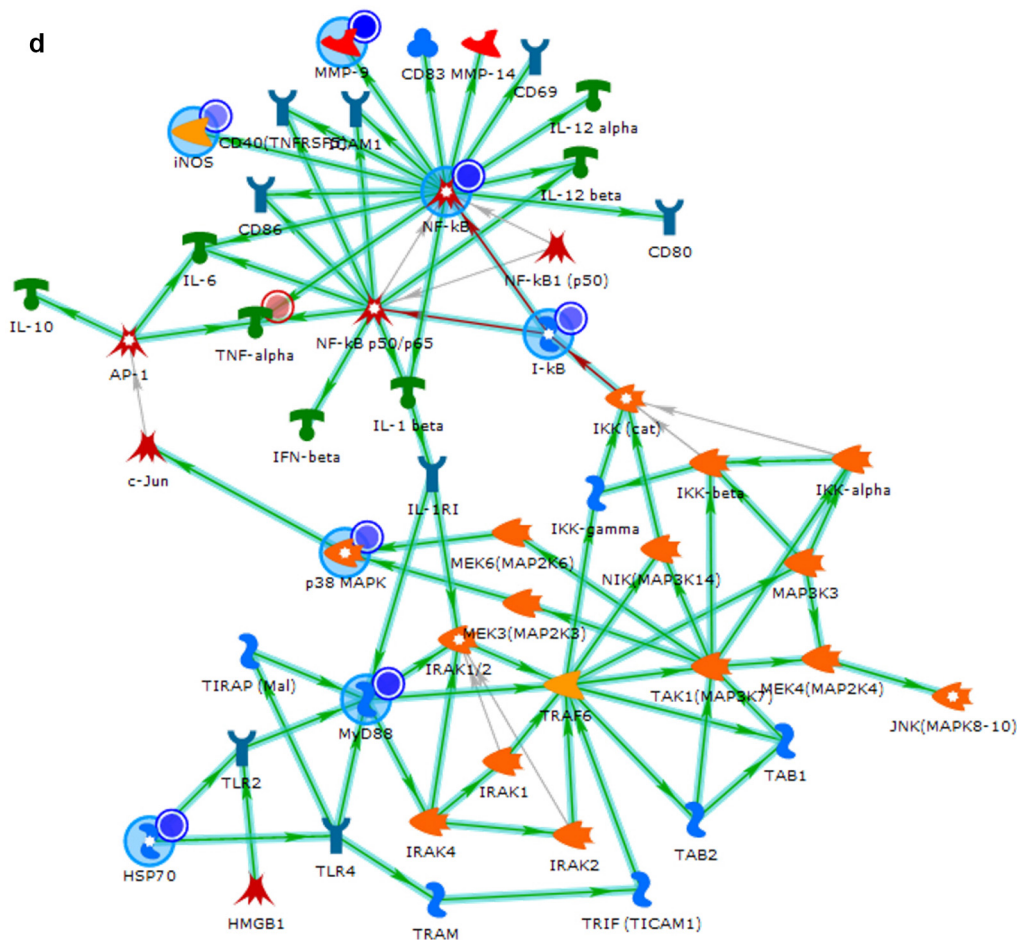 d
MMP-9
CD83
MMP-14
CD69
IL-12 alpha
iNOS
CD40(TNFRSF5)
ICAM1
IL-12 beta
CD86
NF-kB
CD80
IL-6
NF-kB1 (p50)
IL-10
TNF-alpha
NF-kB p50/p65
I-kB
AP-1
IFN-beta
IL-1 beta
IKK (cat)
c-Jun
IL-1RI
IKK-gamma
IKK-beta
IKK-alpha
p38 MAPK
MEK6(MAP2K6)
NIK(MAP3K14)
MAP3K3
MEK3(MAP2K3)
TIRAP (Mal)
IRAK1/2
MyD88
TRAF6
TAK1(MAP3K7)
MEK4(MAP2K4)
JNK(MAPK8-10)
TLR2
IRAK1
TAB1
HSP70
TLR4
IRAK4
IRAK2
TAB2
HMGB1
TRAM
TRIF (TICAM1)